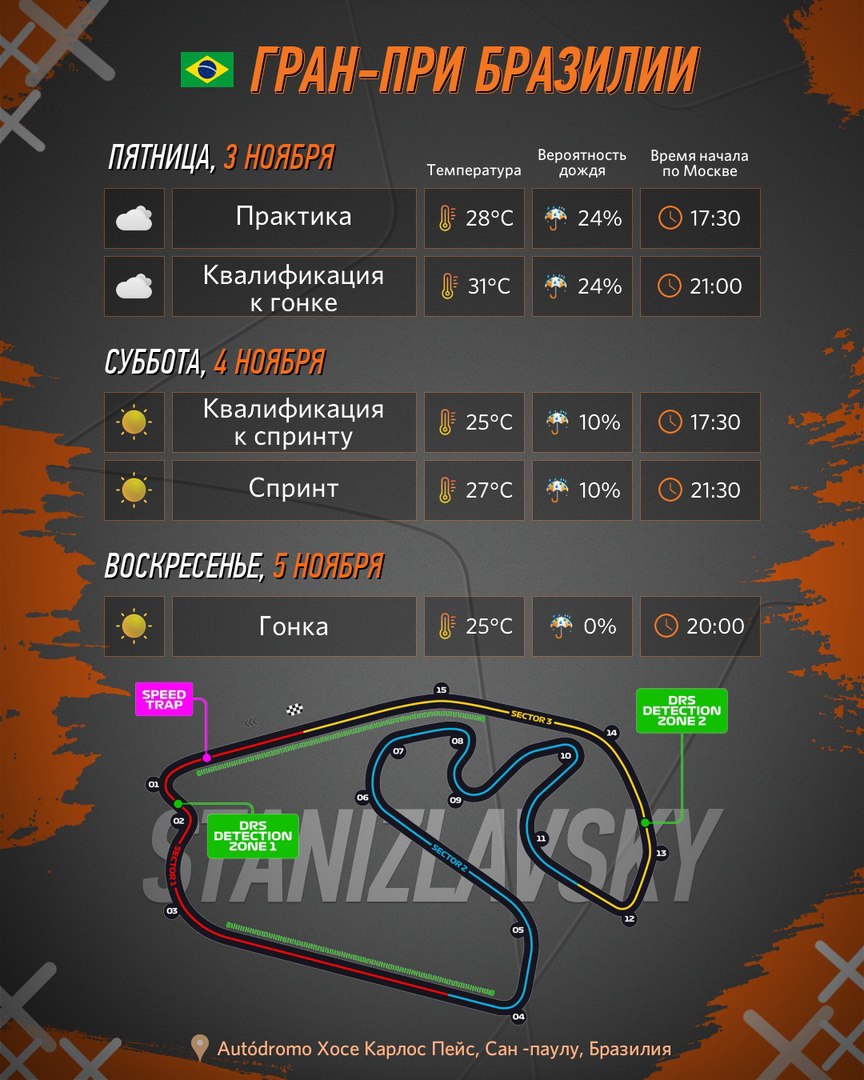 ГРАН-ПРИ БРАЗИЛИИ
ПЯТНИЦА, 3 НОЯБРЯ
Температура
Вероятность
дождя
Время начала
по Москве
Практика
28°C
24%
17:30
Квалификация
к гонке
31°C
24%
21:00
СУББОТА, 4 НОЯБРЯ
Квалификация
к спринту
25°C
10%
17:30
Спринт
27°C
10%
21:30
ВОСКРЕСЕНЬЕ, 5 НОЯБРЯ
Гонка
25°C
0%
20:00
SPEED
TRAP
15
SECTOR 3
DRS
DETECTION
ZONE 2
14
08
07
10
01
06
09
02
DRS
DETECTION
ZONE 1
STANIZLAVSKY
11
SECTOR 1
SECTOR 2
13
03
12
05
04
Autódromo Хосе Карлос Пейс, Сан -паулу, Бразилия